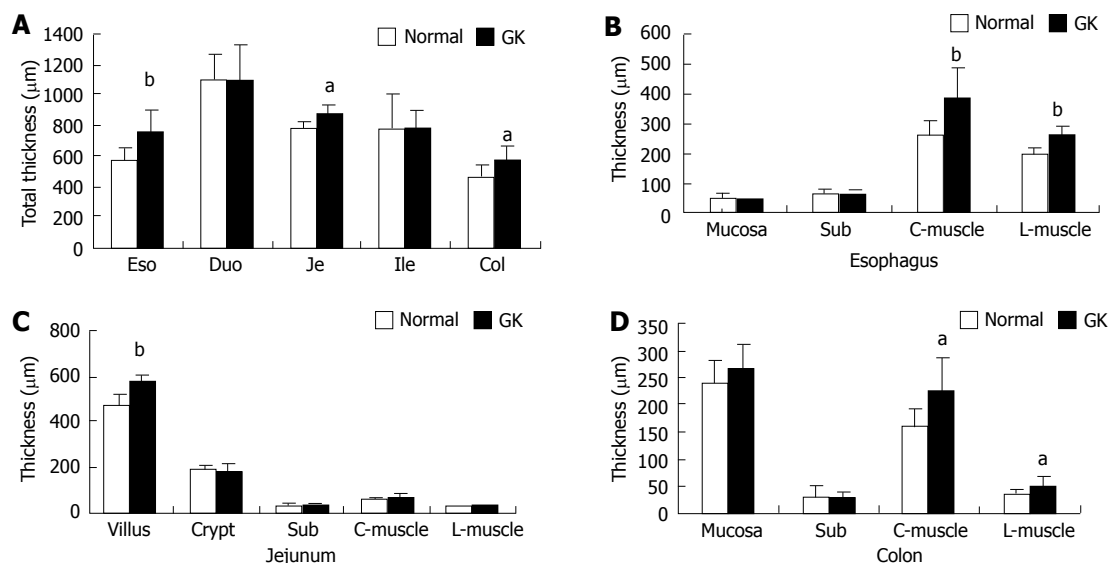 A
Normal GK
Total thickness (μm)
1400
1200
1000
800
600
400
200
0
b
a
a
Eso Duo Je Ile Col
B
Normal GK
Thickness (μm)
600
500
400
300
200
100
0
b
b
Mucosa Sub C-muscle L-muscle
Esophagus
C
Normal GK
Thickness (μm)
800
600
400
200
0
b
Villus Crypt Sub C-muscle L-muscle
Jejunum
D
Normal GK
Thickness (μm)
350
300
250
200
150
100
50
0
a
a
Mucosa Sub C-muscle L-muscle
Colon